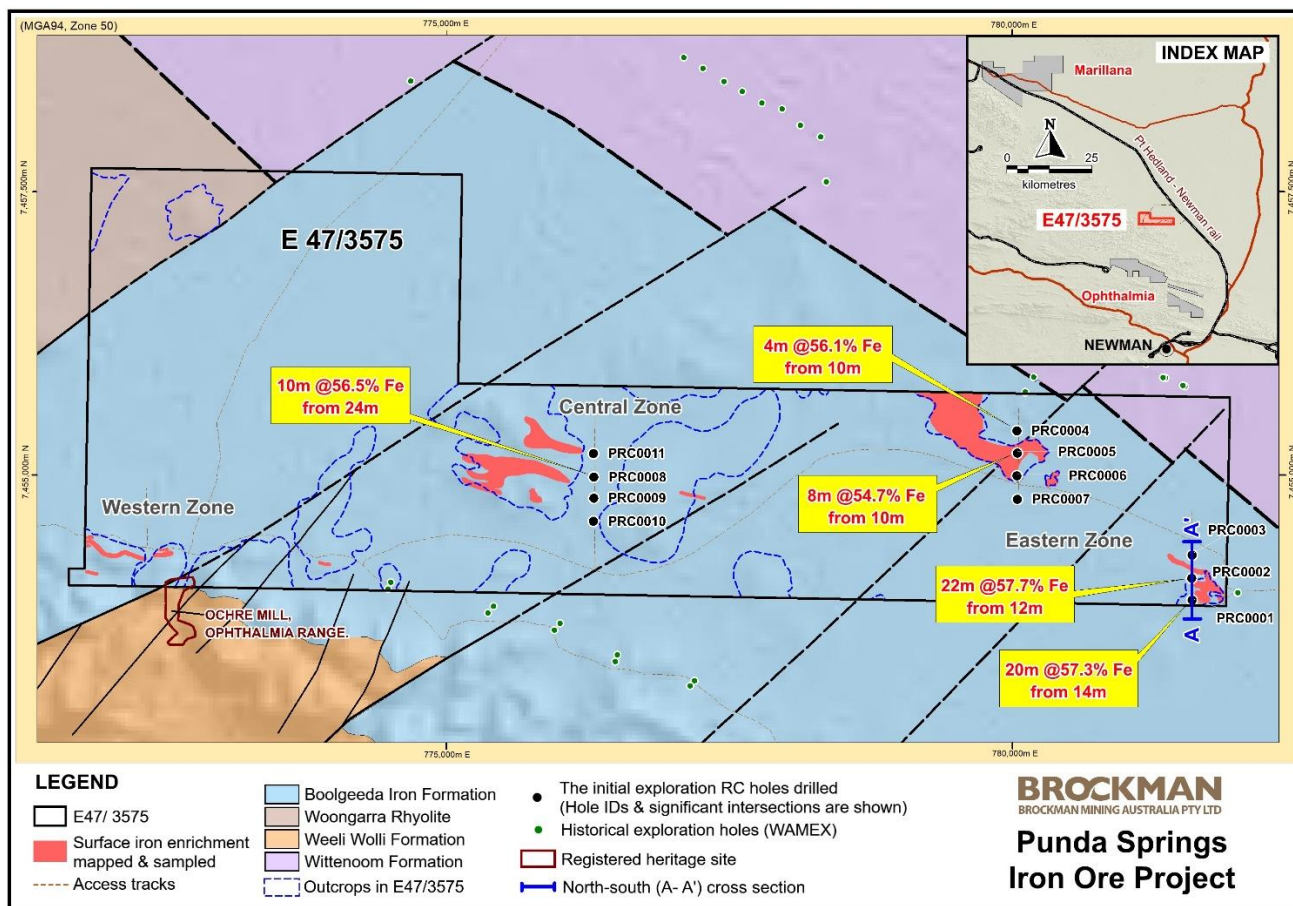 (MGA94, Zone 50)
775,000m E
780,000m E
7,457,500m N
7,457,500m N
7,455,000m N
7,455,000m N
INDEX MAP
Marillana
N
0 25
kilometres
Pt Hedland - Newman rail
E47/3575
Ophthalmia
NEWMAN
E 47/3575
4m @56.1% Fe
from 10m
10m @56.5% Fe
from 24m
Central Zone
PRC0004
PRC0011
PRC0005
PRC0008
PRC0006
PRC0009
PRC0007
PRC0010
8m @54.7% Fe
from 10m
Western Zone
Eastern Zone
A'
PRC0003
PRC0002
22m @57.7% Fe
from 12m
OCHRE MILL,
OPHTHALMIA RANGE.
PRC0001
A
20m @57.3% Fe
from 14m
775,000m E
780,000m E
LEGEND
E47/ 3575
Surface iron enrichment
mapped & sampled
Access tracks
Boolgeeda Iron Formation
Woongarra Rhyolite
Weeli Wolli Formation
Wittenoom Formation
Outcrops in E47/3575
The initial exploration RC holes drilled
(Hole IDs & significant intersections are shown)
Historical exploration holes (WAMEX)
Registered heritage site
North-south (A- A') cross section
BROCKMAN
BROCKMAN MINING AUSTRALIA PTY LTD
Punda Springs
Iron Ore Project